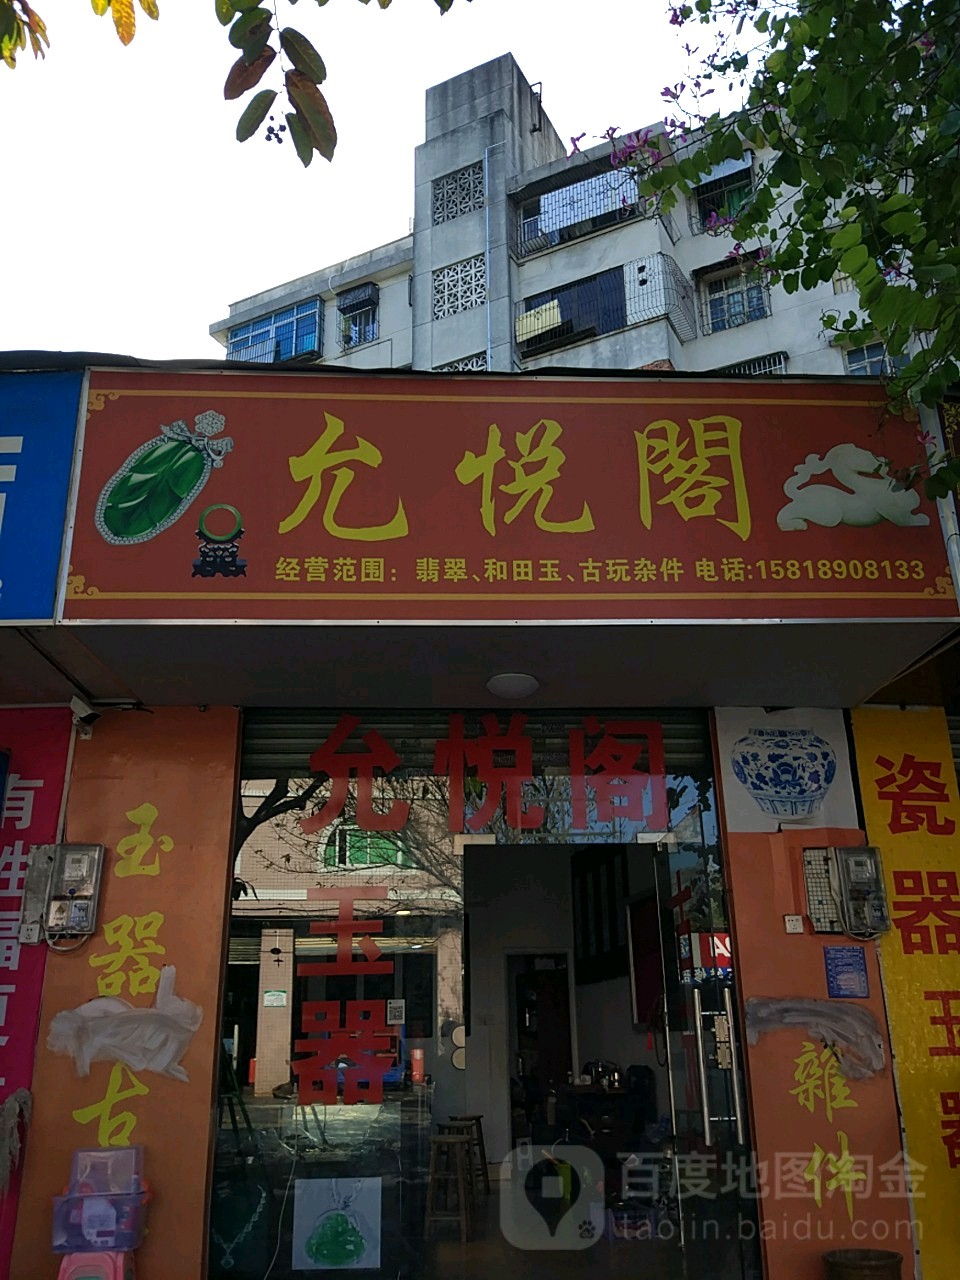 允悦閣
经营范围：翡翠、和田玉、古玩杂件 电话:15818908133
允悦阁
玉器
玉器
古
雜件
瓷器
玉器
百度地图淘金
taojin.baidu.com